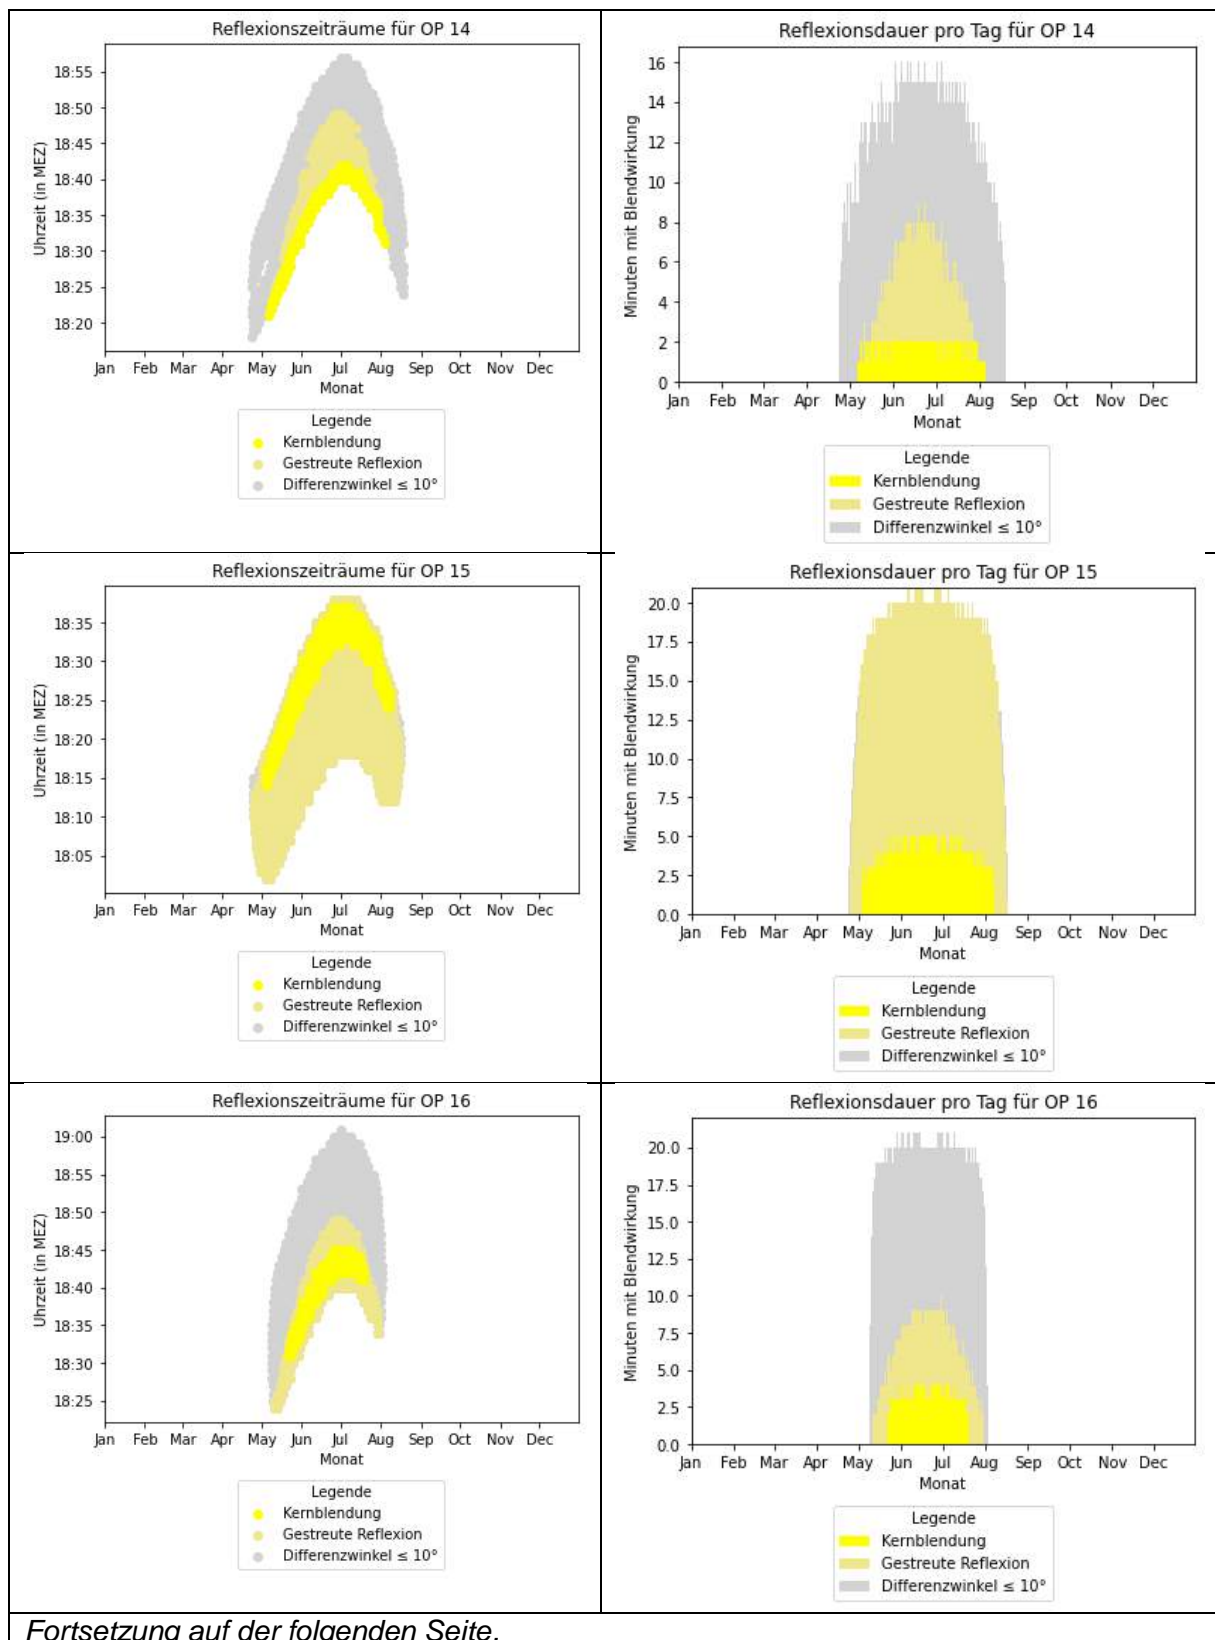 Reflexionszeiträume für OP 14
Uhrzeit (in MEZ)
18:55
18:50
18:45
18:40
18:35
18:30
18:25
18:20
Jan Feb Mar Apr May Jun Jul Aug Sep Oct Nov Dec
Monat
Legende
Kernblendung
Gestreute Reflexion
Differenzwinkel ≤ 10°
Reflexionsdauer pro Tag für OP 14
Minuten mit Blendwirkung
16
14
12
10
8
6
4
2
0
Jan Feb Mar Apr May Jun Jul Aug Sep Oct Nov Dec
Monat
Legende
Kernblendung
Gestreute Reflexion
Differenzwinkel ≤ 10°
Reflexionszeiträume für OP 15
Uhrzeit (in MEZ)
18:35
18:30
18:25
18:20
18:15
18:10
18:05
Jan Feb Mar Apr May Jun Jul Aug Sep Oct Nov Dec
Monat
Legende
Kernblendung
Gestreute Reflexion
Differenzwinkel ≤ 10°
Reflexionsdauer pro Tag für OP 15
Minuten mit Blendwirkung
20.0
17.5
15.0
12.5
10.0
7.5
5.0
2.5
0.0
Jan Feb Mar Apr May Jun Jul Aug Sep Oct Nov Dec
Monat
Legende
Kernblendung
Gestreute Reflexion
Differenzwinkel ≤ 10°
Reflexionszeiträume für OP 16
Uhrzeit (in MEZ)
19:00
18:55
18:50
18:45
18:40
18:35
18:30
18:25
Jan Feb Mar Apr May Jun Jul Aug Sep Oct Nov Dec
Monat
Legende
Kernblendung
Gestreute Reflexion
Differenzwinkel ≤ 10°
Reflexionsdauer pro Tag für OP 16
Minuten mit Blendwirkung
20.0
17.5
15.0
12.5
10.0
7.5
5.0
2.5
0.0
Jan Feb Mar Apr May Jun Jul Aug Sep Oct Nov Dec
Monat
Legende
Kernblendung
Gestreute Reflexion
Differenzwinkel ≤ 10°
Fortsetzung auf der folgenden Seite.